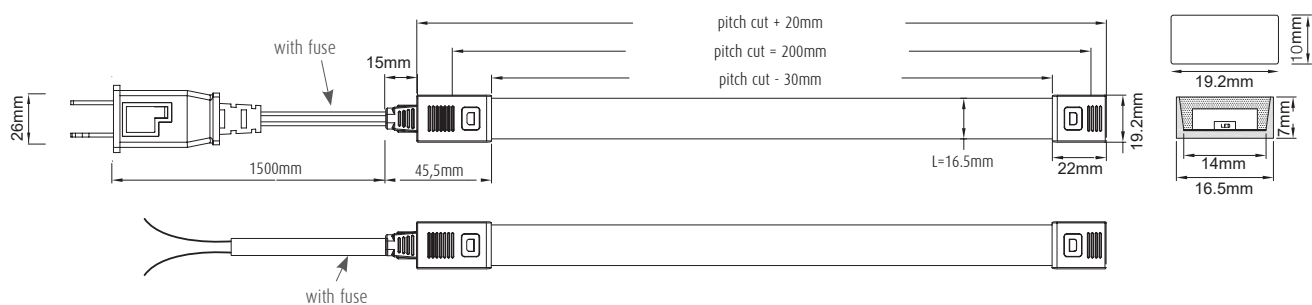 pitch cut + 20mm
with fuse
pitch cut = 200mm
15mm
pitch cut - 30mm
10mm
19.2mm
26mm
19.2mm
LED
7mm
L=16.5mm
14mm
1500mm
45,5mm
22mm
16.5mm
with fuse